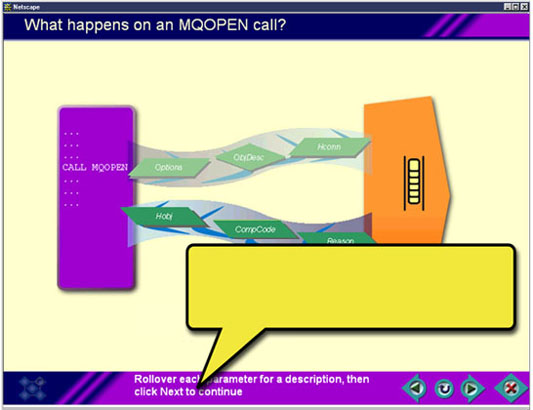 Netscape
What happens on an MQOPEN call?
...
...
...
CALL MQOPEN
...
...
...
Options
ObjDesc
Hconn
Hobj
CompCode
Reason
Rollover each parameter for a description, then
click Next to continue